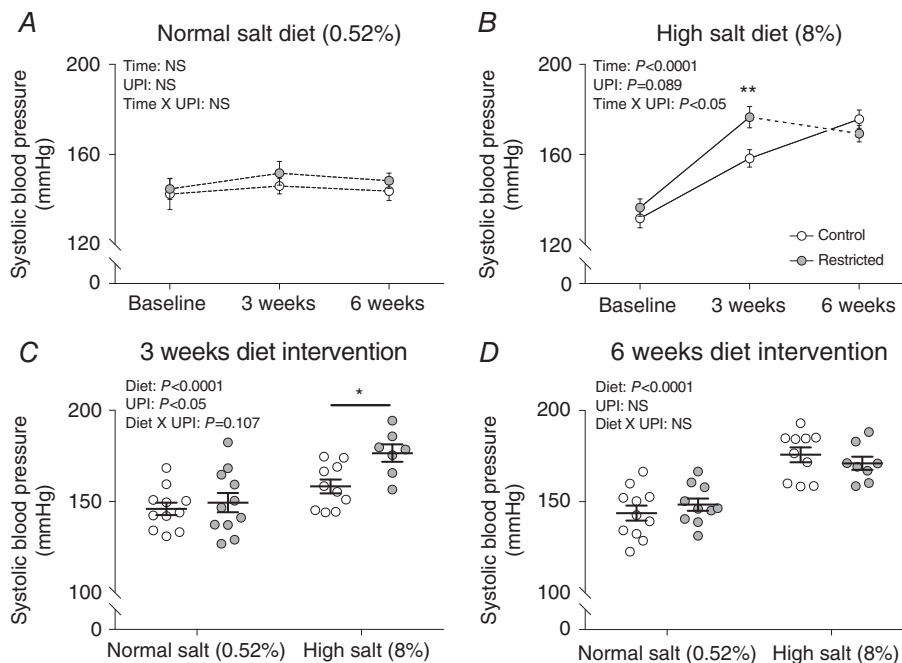 A
Normal salt diet (0.52%)
Time: NS
UPI: NS
Time X UPI: NS
Systolic blood pressure
(mmHg)
200
160
120
0
Baseline
3 weeks
6 weeks
B
High salt diet (8%)
Time: P<0.0001
UPI: P=0.089
Time X UPI: P<0.05
**
Systolic blood pressure
(mmHg)
200
160
120
0
Control
Restricted
Baseline
3 weeks
6 weeks
C
3 weeks diet intervention
Diet: P<0.0001
UPI: P<0.05
Diet X UPI: P=0.107
*
Systolic blood pressure
(mmHg)
200
150
100
0
Normal salt (0.52%)
High salt (8%)
D
6 weeks diet intervention
Diet: P<0.0001
UPI: NS
Diet X UPI: NS
Systolic blood pressure
(mmHg)
200
150
100
0
Normal salt (0.52%)
High salt (8%)